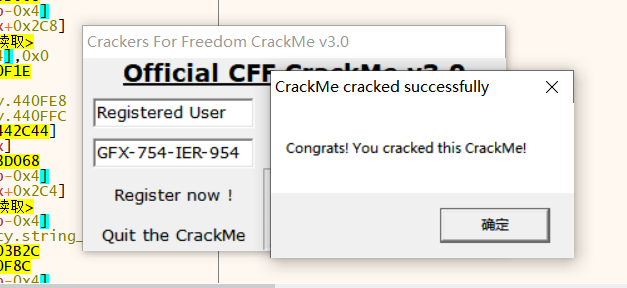 -0x4]
x+0x2C8]
读取>
4],0x0
0F1E
y.440FE8
y.440FFC
442C44]
3D068
o-0x4]
x+0x2C4]
读取>
o-0x4]
ty.string_
03B2C
0F8C
o-0x4]
Crackers For Freedom CrackMe v3.0
Official CFF CrackMe v3.0
Registered User
GFX-754-IER-954
Register now !
Quit the CrackMe
CrackMe cracked successfully
Congrats! You cracked this CrackMe!
确定